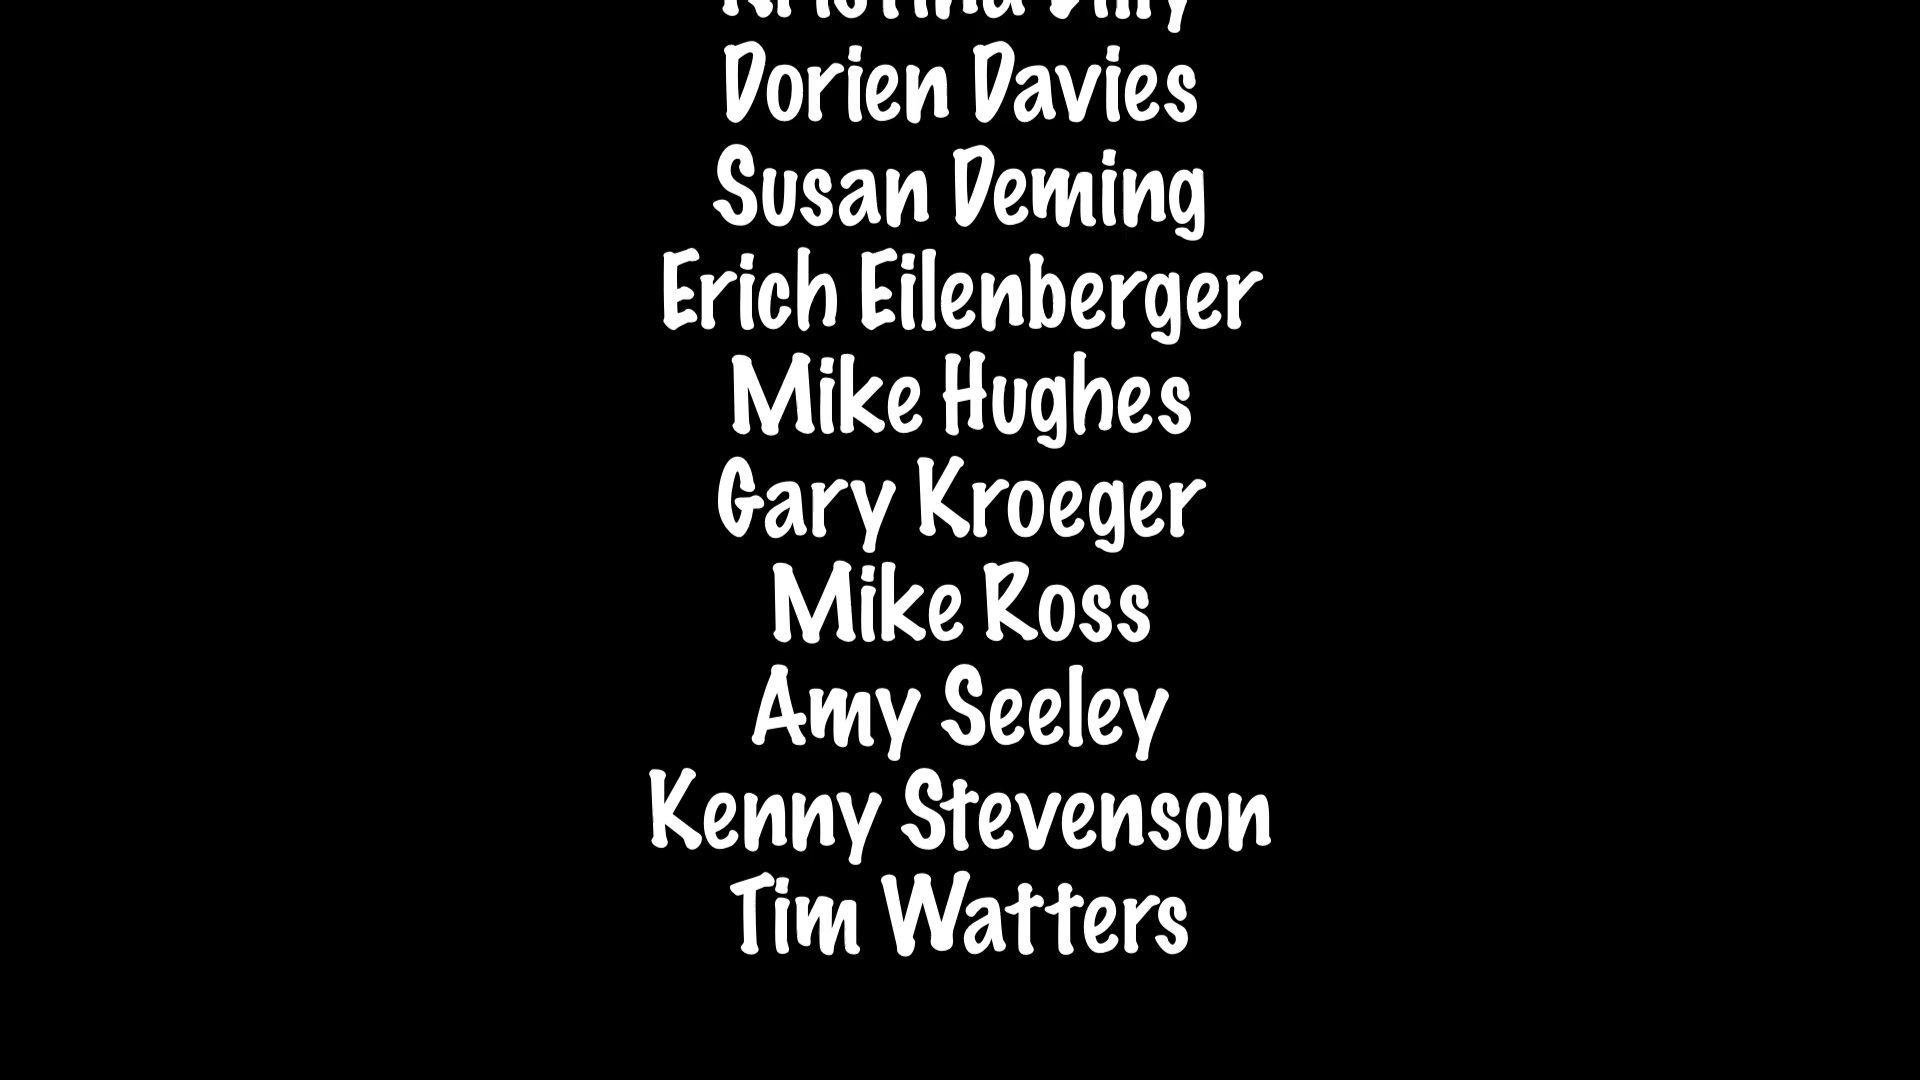 Dorien Davies
Susan Deming
Erich Eilenberger
Mike Hughes
Gary Kroeger
Mike Ross
Amy Seeley
Kenny Stevenson
Tim Watters